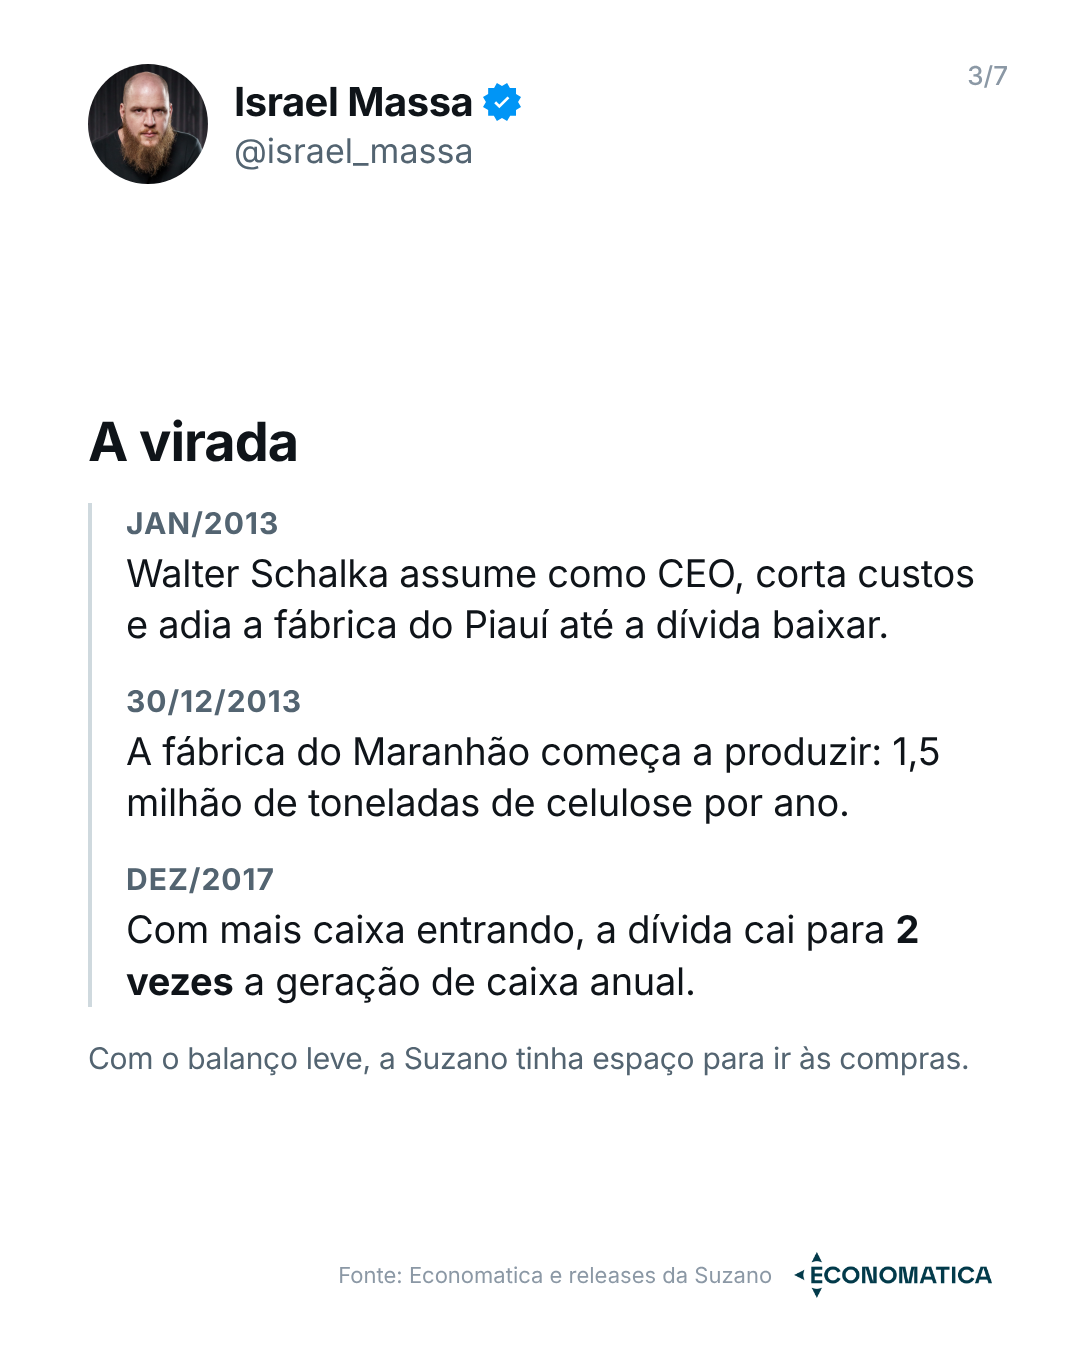 Israel Massa
@israel_massa
3/7
A virada
JAN/2013
Walter Schalka assume como CEO, corta custos
e adia a fábrica do Piauí até a dívida baixar.
30/12/2013
A fábrica do Maranhão começa a produzir: 1,5
milhão de toneladas de celulose por ano.
DEZ/2017
Com mais caixa entrando, a dívida cai para 2
vezes a geração de caixa anual.
Com o balanço leve, a Suzano tinha espaço para ir às compras.
Fonte: Economatica e releases da Suzano
ECONOMATICA